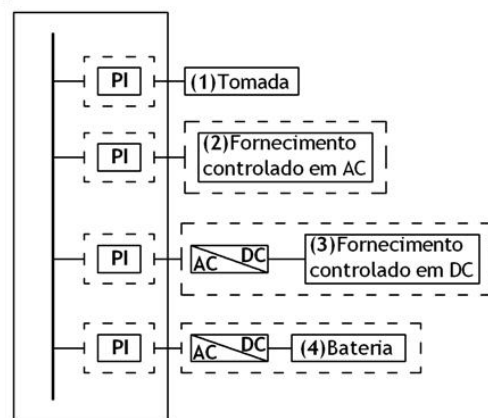 PI
(1)Tomada
PI
(2)Fornecimento
controlado em AC
PI
AC DC
(3)Fornecimento
controlado em DC
PI
AC DC
(4)Bateria